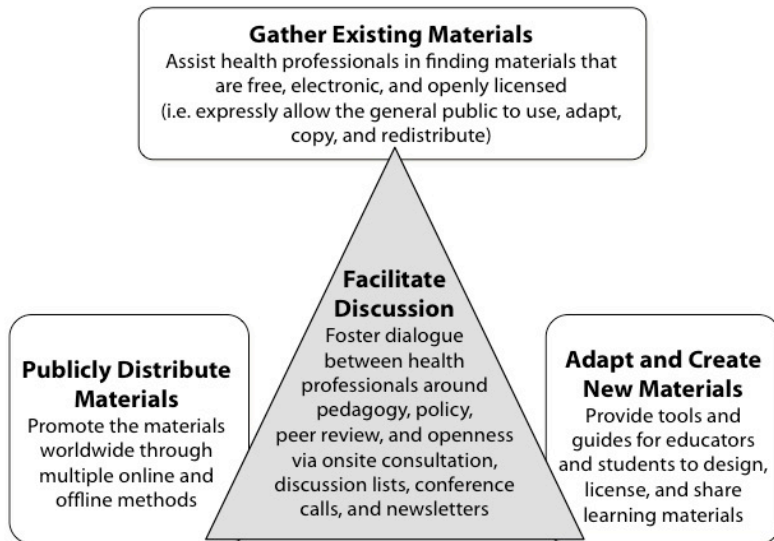 Gather Existing Materials
Assist health professionals in finding materials that
are free, electronic, and openly licensed
(i.e. expressly allow the general public to use, adapt,
copy, and redistribute)
Facilitate
Discussion
Foster dialogue
between health
professionals around
pedagogy, policy,
peer review, and openness
via onsite consultation,
discussion lists, conference
calls, and newsletters
Publicly Distribute
Materials
Promote the materials
worldwide through
multiple online and
offline methods
Adapt and Create
New Materials
Provide tools and
guides for educators
and students to design,
license, and share
learning materials